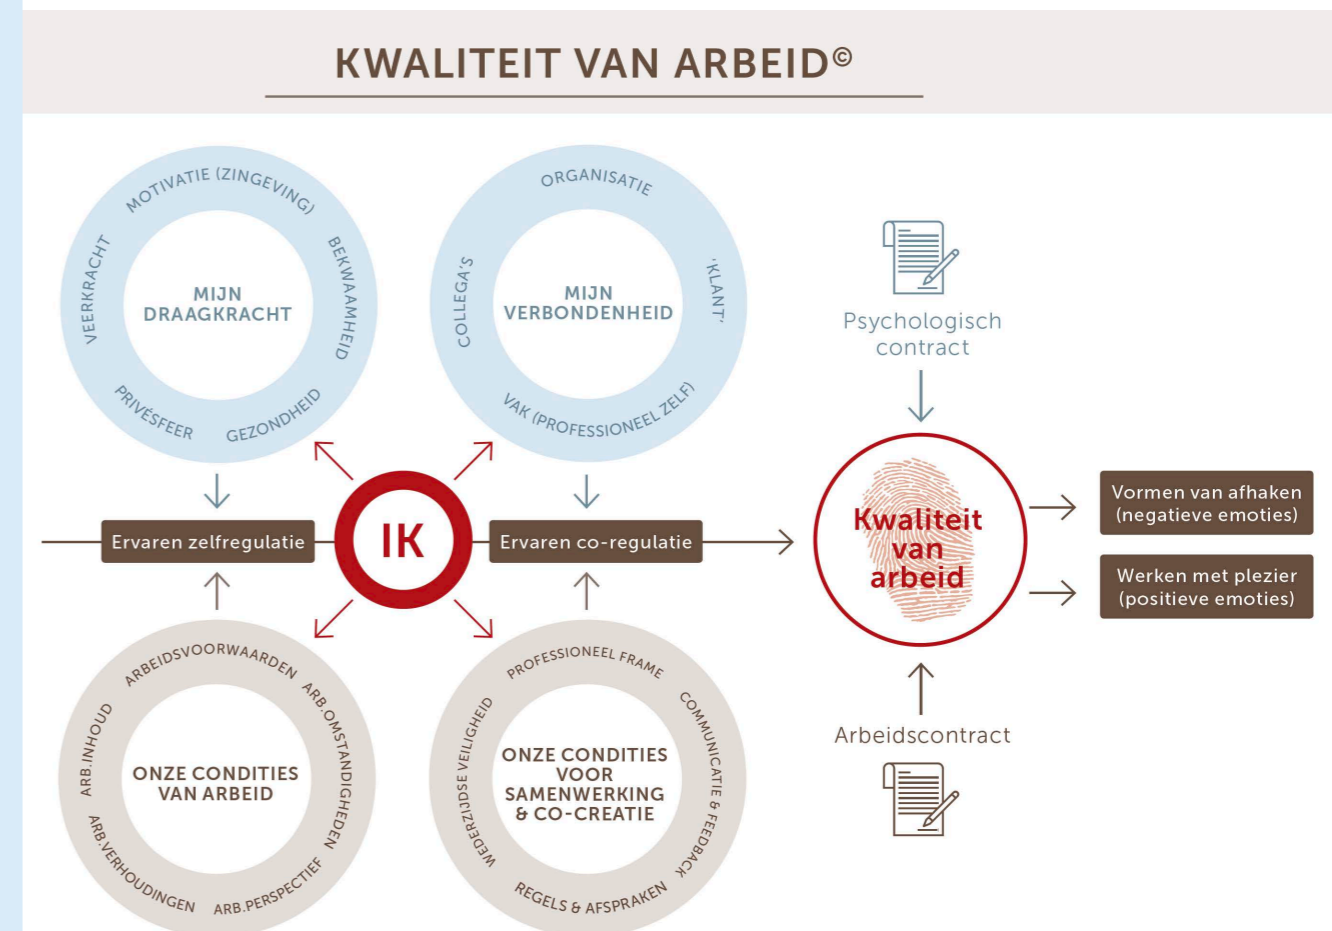 KWALITEIT VAN ARBEID©
MOTIVATIE (ZINGEVING)
BEKWAAMHEID
GEZONDHEID
PRIVÉSFEER
VEERKRACHT
MIJN
DRAAGKRACHT
ORGANISATIE
'KLANT'
VAK (PROFESSIONEEL ZELF)
COLLEGA'S
MIJN
VERBONDENHEID
Psychologisch
contract
Ervaren zelfregulatie
IK
Ervaren co-regulatie
Kwaliteit
van
arbeid
Vormen van afhaken
(negatieve emoties)
Werken met plezier
(positieve emoties)
ARBEIDSVOORWAARDEN
ARB.OMSTANDIGHEDEN
ARB.PERSPECTIEF
ARB.VERHOUDINGEN
ARB.INHOUD
ONZE CONDITIES
VAN ARBEID
PROFESSIONEEL FRAME
COMMUNICATIE & FEEDBACK
REGELS & AFSPRAKEN
WEDERZIJDSE VEILIGHEID
ONZE CONDITIES
VOOR
SAMENWERKING
& CO-CREATIE
Arbeidscontract